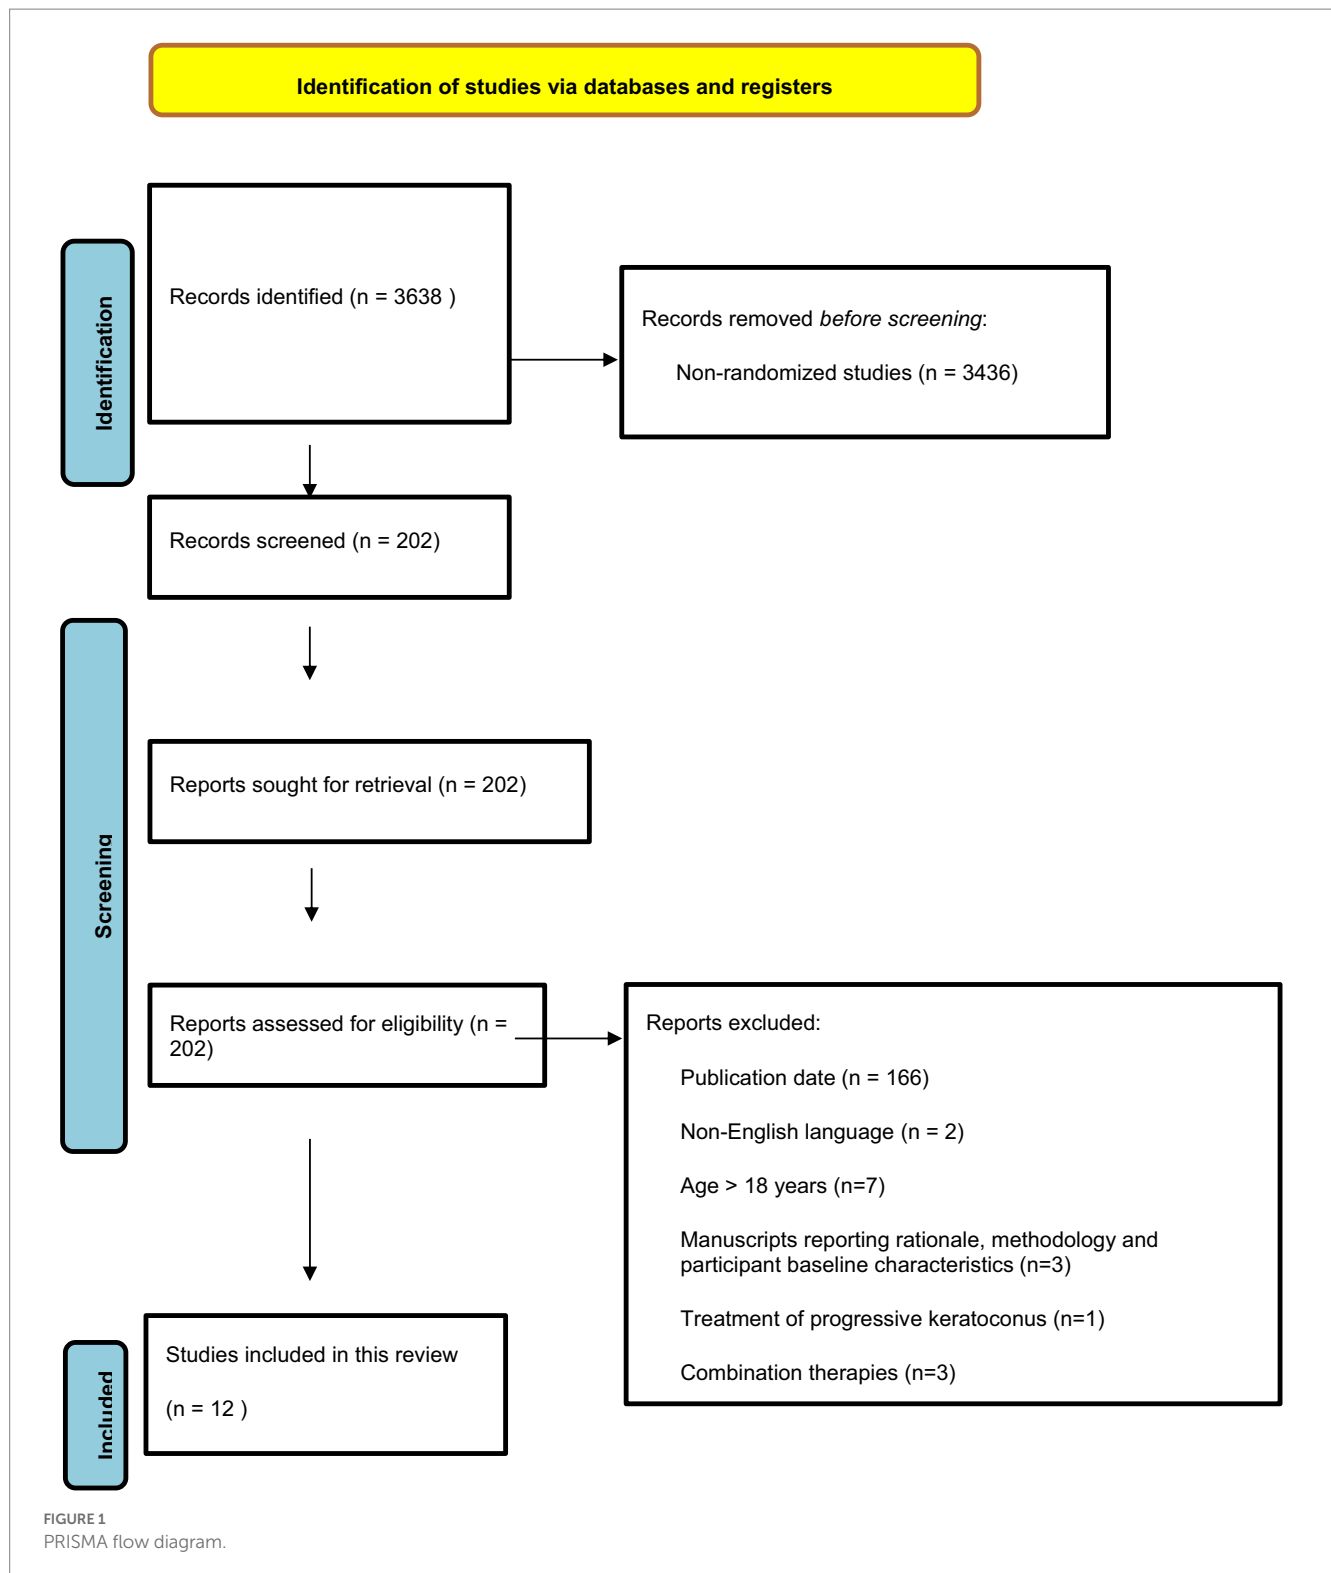 Identification of studies via databases and registers
Identification
Records identified (n = 3638 )
Records removed before screening:
Non-randomized studies (n = 3436)
Records screened (n = 202)
Screening
Reports sought for retrieval (n = 202)
Reports assessed for eligibility (n =
202)
Reports excluded:
Publication date (n = 166)
Non-English language (n = 2)
Age > 18 years (n=7)
Manuscripts reporting rationale, methodology and
participant baseline characteristics (n=3)
Treatment of progressive keratoconus (n=1)
Combination therapies (n=3)
Included
Studies included in this review
(n = 12 )
FIGURE 1
PRISMA flow diagram.